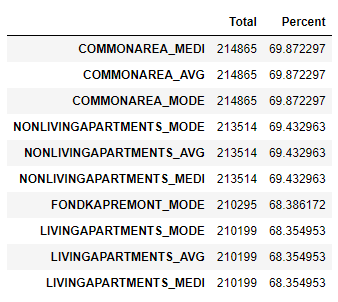 Total Percent
COMMONAREA_MEDI 214865 69.872297
COMMONAREA_AVG 214865 69.872297
COMMONAREA_MODE 214865 69.872297
NONLIVINGAPARTMENTS_MODE 213514 69.432963
NONLIVINGAPARTMENTS_AVG 213514 69.432963
NONLIVINGAPARTMENTS_MEDI 213514 69.432963
FONDKAPREMONT_MODE 210295 68.386172
LIVINGAPARTMENTS_MODE 210199 68.354953
LIVINGAPARTMENTS_AVG 210199 68.354953
LIVINGAPARTMENTS_MEDI 210199 68.354953